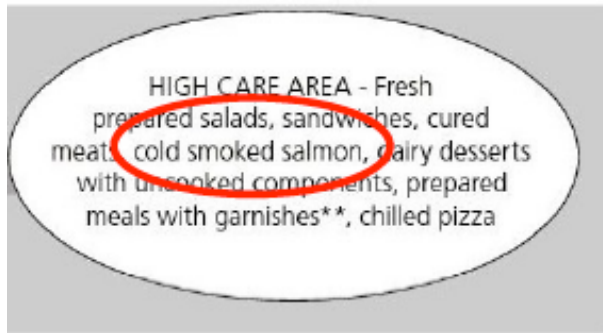 HIGH CARE AREA - Fresh
prepared salads, sandwiches, cured
meats, cold smoked salmon, dairy desserts
with uncooked components, prepared
meals with garnishes**, chilled pizza